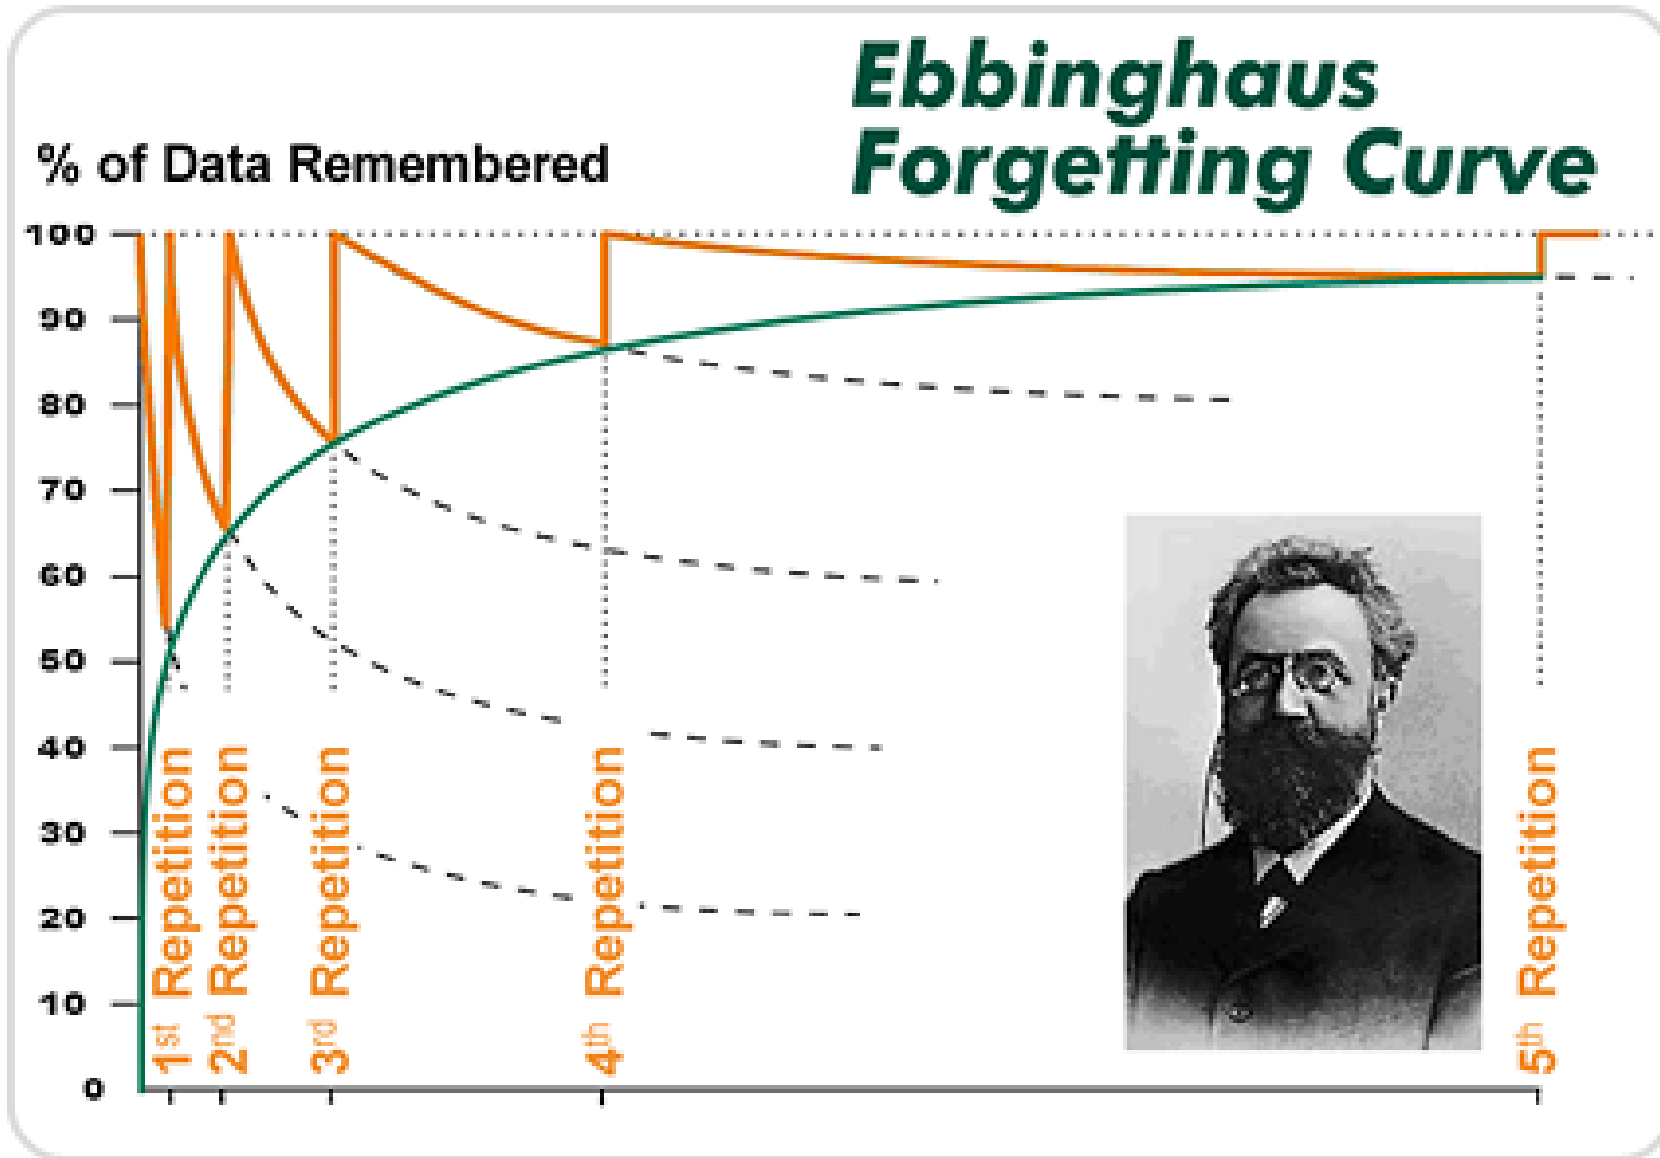 Ebbinghaus
Forgetting Curve
% of Data Remembered
100
90
80
70
60
50
40
30
20
10
0
1st Repetition
2nd Repetition
3rd Repetition
4th Repetition
5th Repetition